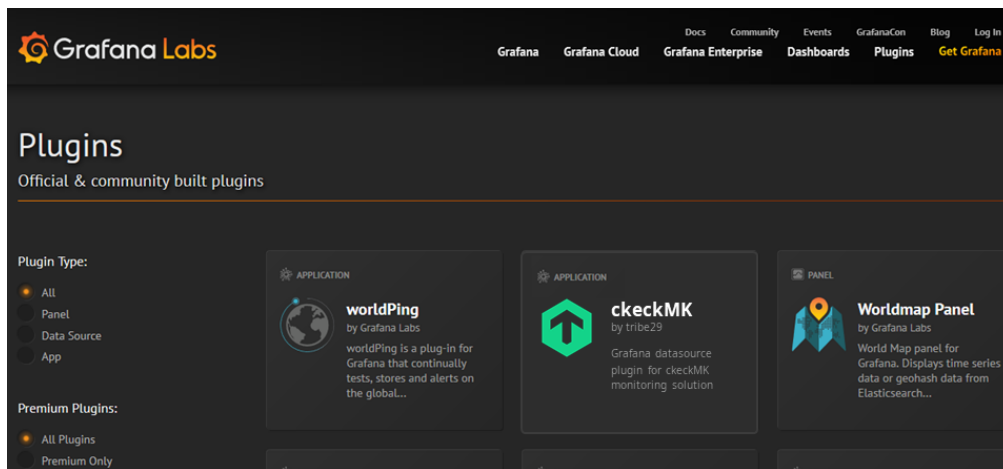 Grafana Labs
Docs Community Events GrafanaCon Blog Log In
Grafana Grafana Cloud Grafana Enterprise Dashboards Plugins Get Grafana
Plugins
Official & community built plugins
Plugin Type:
All
Panel
Data Source
App
Premium Plugins:
All Plugins
Premium Only
APPLICATION
worldPing
by Grafana Labs
worldPing is a plug-in for
Grafana that continually
tests, stores and alerts on
the global...
APPLICATION
ckeckMK
by tribe29
Grafana datasource
plugin for ckeckMK
monitoring solution
PANEL
Worldmap Panel
by Grafana Labs
World Map panel for
Grafana. Displays time series
data or geohash data from
Elasticsearch...